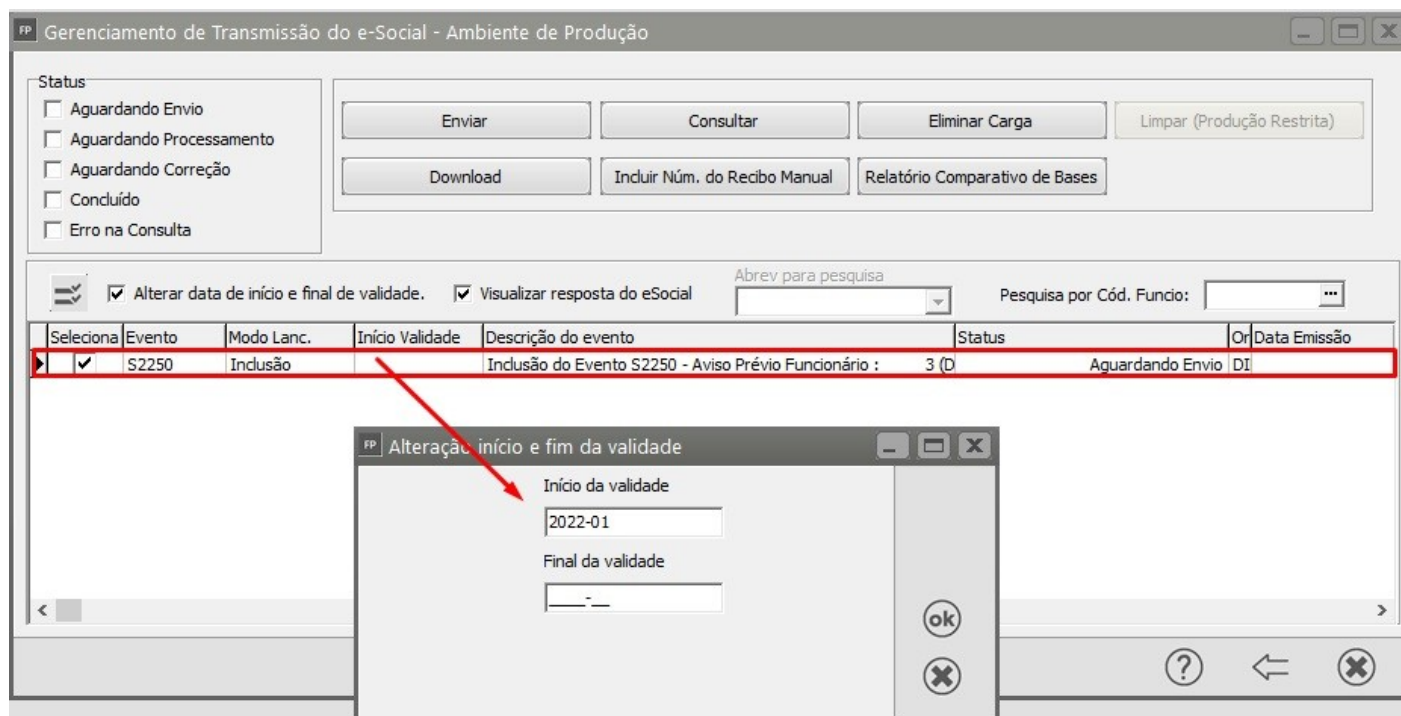 FP Gerenciamento de Transmissão do e-Social - Ambiente de Produção
Status
Aguardando Envio
Aguardando Processamento
Aguardando Correção
Concluído
Erro na Consulta
Enviar Consultar Eliminar Carga Limpar (Produção Restrita)
Download Incluir Núm. do Recibo Manual Relatório Comparativo de Bases
Alterar data de início e final de validade. Visualizar resposta do eSocial Abrev para pesquisa Pesquisa por Cód. Funcio: ...
Seleciona Evento Modo Lanc. Início Validade Descrição do evento Status Or Data Emissão
S2250 Inclusão Inclusão do Evento S2250 - Aviso Prévio Funcionário : 3 (D Aguardando Envio DI
FP Alteração início e fim da validade
Início da validade
2022-01
Final da validade
____-__
ok
?